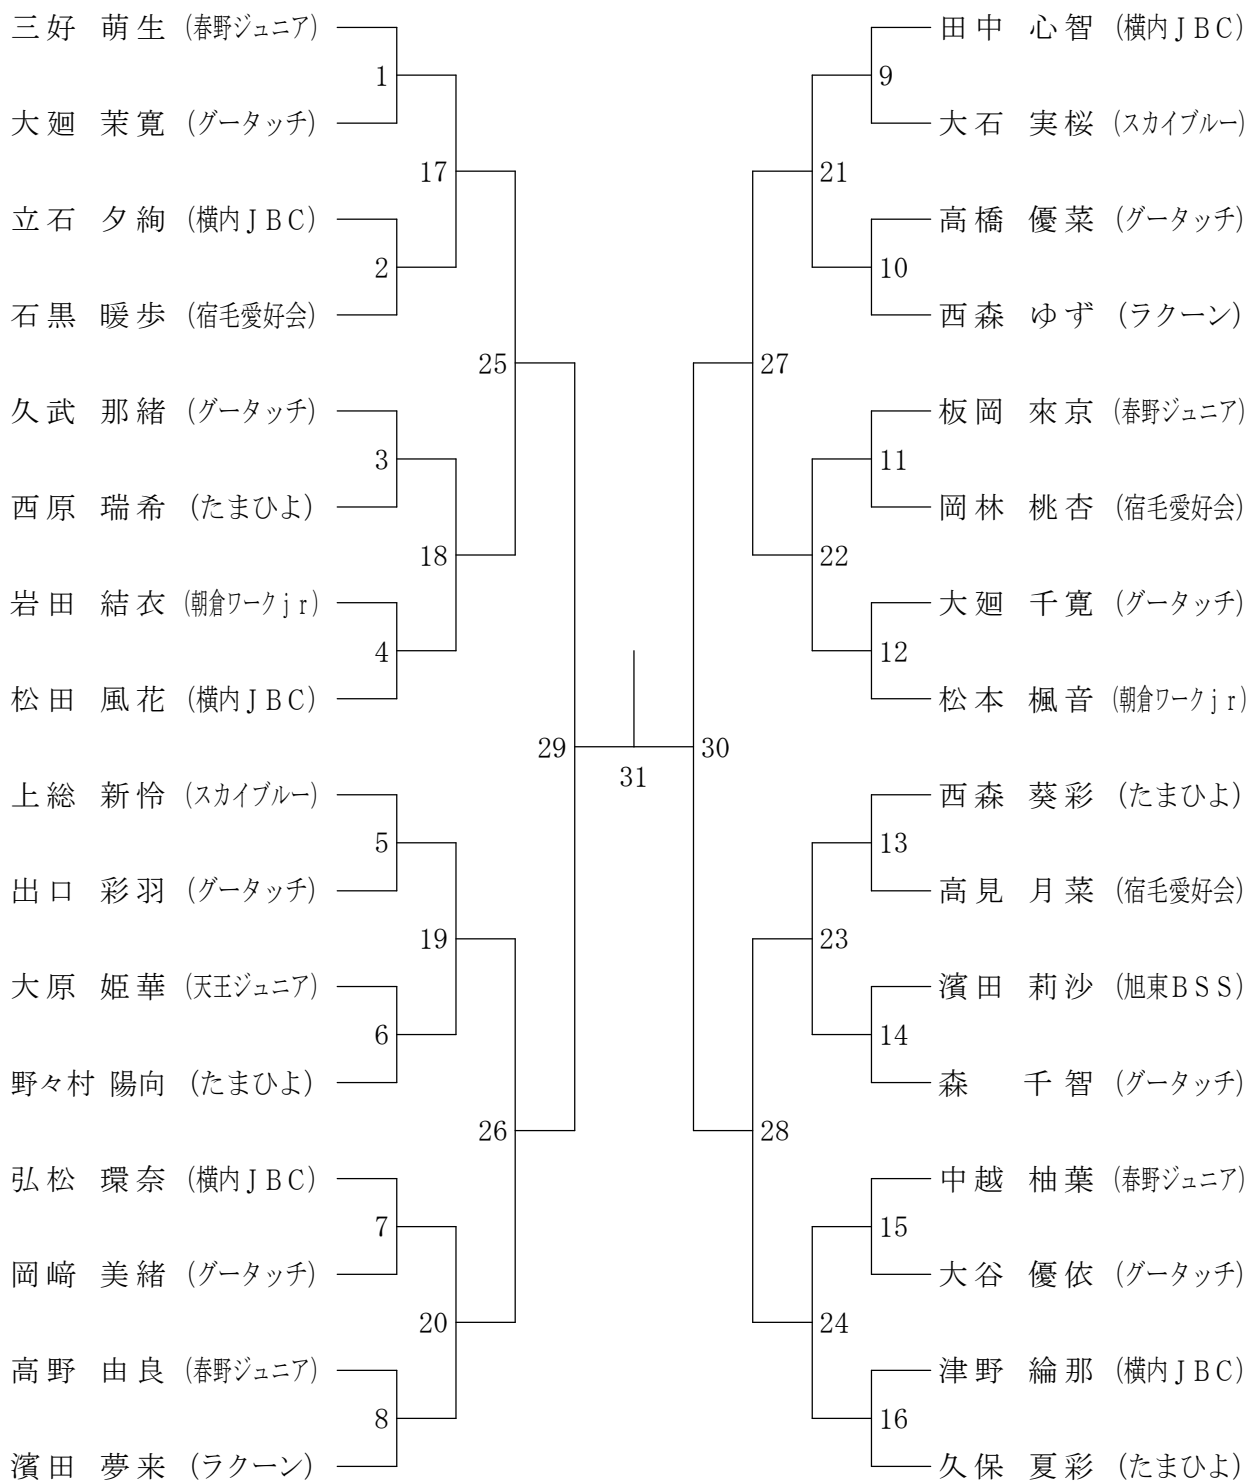 三好 萌生 (春野ジュニア)
1
大廻 茉寛 (グータッチ)
17
立石 夕絢 (横内ＪＢＣ)
2
石黒 暖歩 (宿毛愛好会)
25
久武 那緒 (グータッチ)
3
西原 瑞希 (たまひよ)
18
岩田 結衣 (朝倉ワークｊｒ)
4
松田 風花 (横内ＪＢＣ)
29
上総 新怜 (スカイブルー)
5
出口 彩羽 (グータッチ)
19
大原 姫華 (天王ジュニア)
6
野々村 陽向 (たまひよ)
26
弘松 環奈 (横内ＪＢＣ)
7
岡﨑 美緒 (グータッチ)
20
高野 由良 (春野ジュニア)
8
濱田 夢来 (ラクーン)
31
田中 心智 (横内ＪＢＣ)
9
大石 実桜 (スカイブルー)
21
高橋 優菜 (グータッチ)
10
西森 ゆず (ラクーン)
27
板岡 來京 (春野ジュニア)
11
岡林 桃杏 (宿毛愛好会)
22
大廻 千寛 (グータッチ)
12
松本 楓音 (朝倉ワークｊｒ)
30
西森 葵彩 (たまひよ)
13
高見 月菜 (宿毛愛好会)
23
濱田 莉沙 (旭東ＢＳＳ)
14
森 千智 (グータッチ)
28
中越 柚葉 (春野ジュニア)
15
大谷 優依 (グータッチ)
24
津野 綸那 (横内ＪＢＣ)
16
久保 夏彩 (たまひよ)